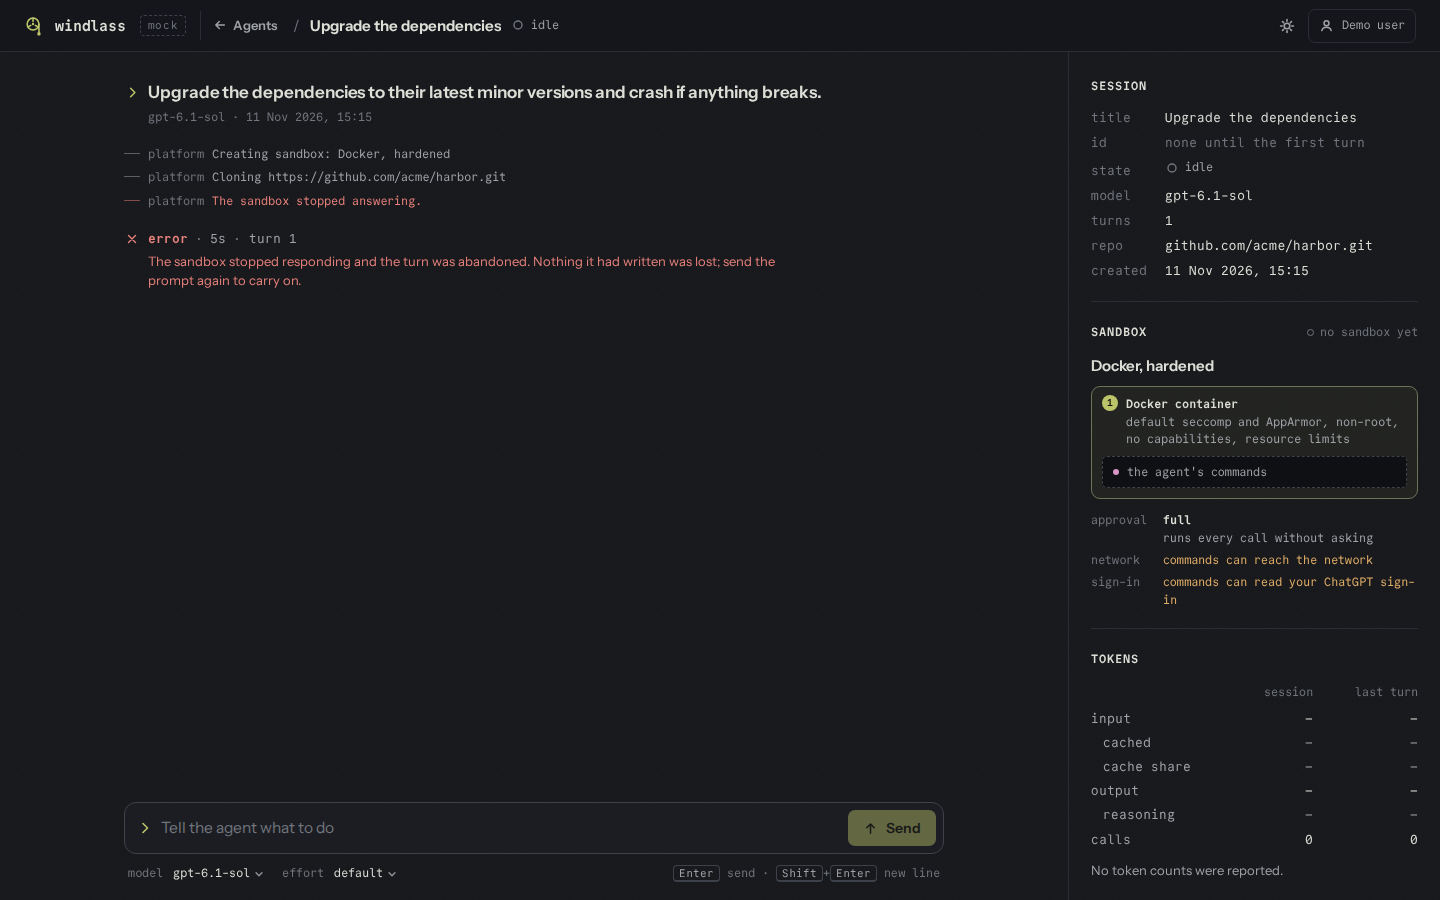 windlass mock ← Agents / Upgrade the dependencies idle Demo user
Upgrade the dependencies to their latest minor versions and crash if anything breaks.
gpt-6.1-sol · 11 Nov 2026, 15:15
platform Creating sandbox: Docker, hardened
platform Cloning https://github.com/acme/harbor.git
platform The sandbox stopped answering.
error · 5s · turn 1
The sandbox stopped responding and the turn was abandoned. Nothing it had written was lost; send the
prompt again to carry on.
Tell the agent what to do
↑ Send
model gpt-6.1-sol effort default Enter send · Shift+Enter new line
SESSION
title Upgrade the dependencies
id none until the first turn
state idle
model gpt-6.1-sol
turns 1
repo github.com/acme/harbor.git
created 11 Nov 2026, 15:15
SANDBOX no sandbox yet
Docker, hardened
1 Docker container
default seccomp and AppArmor, non-root,
no capabilities, resource limits
the agent's commands
approval full
runs every call without asking
network commands can reach the network
sign-in commands can read your ChatGPT sign-
in
TOKENS
session last turn
input – –
cached – –
cache share – –
output – –
reasoning – –
calls 0 0
No token counts were reported.